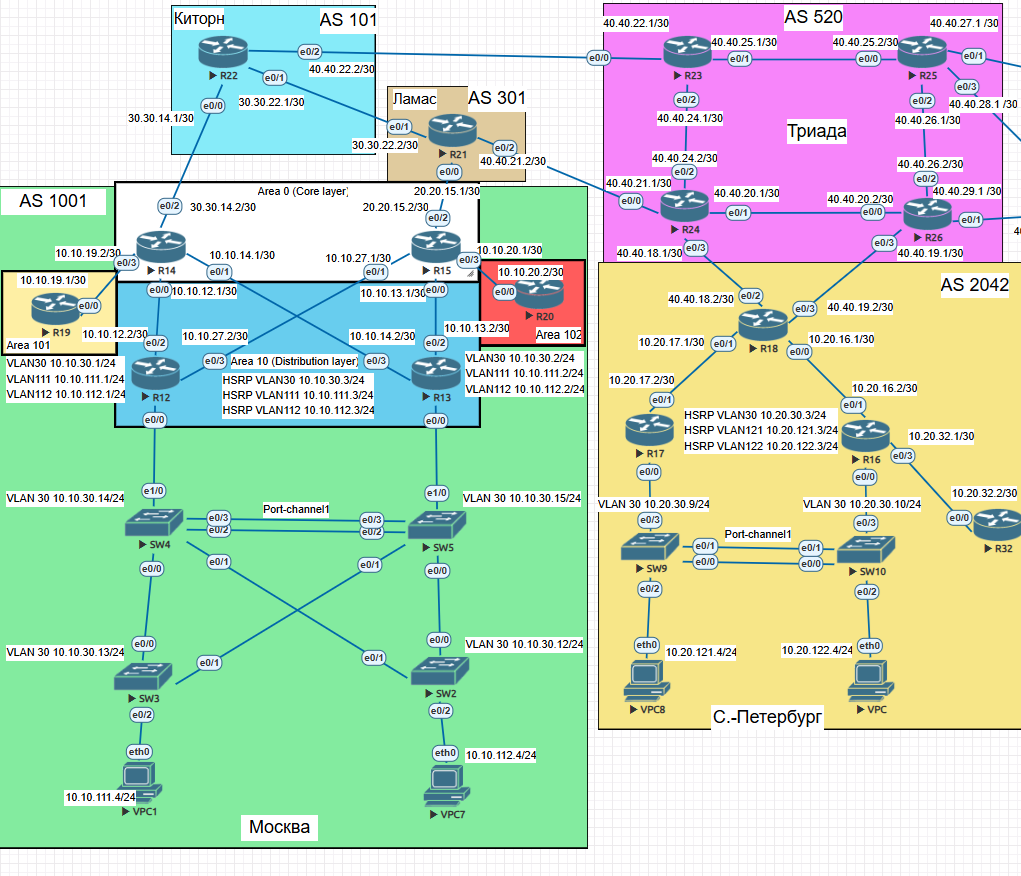 Киторн
AS 101
R22
e0/2
40.40.22.2/30
e0/1
30.30.22.1/30
e0/0
30.30.14.1/30
Ламас
AS 301
e0/1
30.30.22.2/30
R21
e0/2
40.40.21.2/30
e0/0
20.20.15.1/30
AS 520
40.40.22.1/30
e0/0
R23
40.40.25.1/30
e0/1
e0/2
40.40.24.1/30
40.40.27.1 /30
40.40.25.2/30
e0/0
R25
e0/1
e0/3
40.40.28.1 /30
e0/2
40.40.26.1/30
Триада
40.40.24.2/30
e0/2
40.40.21.1/30
e0/0
R24
40.40.20.1/30
e0/1
e0/3
40.40.18.1/30
40.40.26.2/30
e0/2
40.40.29.1 /30
40.40.20.2/30
e0/0
R26
e0/1
e0/3
40.40.19.1/30
AS 1001
Area 0 (Core layer)
e0/2
30.30.14.2/30
20.20.15.2/30
e0/2
10.10.19.2/30
e0/3
R14
10.10.14.1/30
e0/1
e0/0
10.10.12.1/30
10.10.27.1/30
e0/1
R15
e0/3
10.10.20.1/30
10.10.13.1/30
e0/0
10.10.19.1/30
e0/0
R19
Area 101
10.10.20.2/30
e0/0
R20
Area 102
10.10.12.2/30
e0/2
10.10.27.2/30
e0/3
R12
e0/0
10.10.14.2/30
e0/3
10.10.13.2/30
e0/2
R13
e0/0
Area 10 (Distribution layer)
HSRP VLAN30 10.10.30.3/24
HSRP VLAN111 10.10.111.3/24
HSRP VLAN112 10.10.112.3/24
VLAN30 10.10.30.1/24
VLAN111 10.10.111.1/24
VLAN112 10.10.112.1/24
VLAN30 10.10.30.2/24
VLAN111 10.10.111.2/24
VLAN112 10.10.112.2/24
VLAN 30 10.10.30.14/24
e1/0
SW4
e0/3
e0/2
e0/1
e0/0
Port-channel1
VLAN 30 10.10.30.15/24
e1/0
e0/3
e0/2
SW5
e0/1
e0/0
VLAN 30 10.10.30.13/24
e0/0
e0/1
SW3
e0/2
VLAN 30 10.10.30.12/24
e0/0
e0/1
SW2
e0/2
eth0
10.10.111.4/24
VPC1
eth0
10.10.112.4/24
VPC7
Москва
AS 2042
40.40.18.2/30
e0/2
e0/3
40.40.19.2/30
R18
10.20.17.1/30
e0/1
e0/0
10.20.16.1/30
10.20.17.2/30
e0/1
R17
e0/0
10.20.16.2/30
e0/1
R16
e0/0
e0/3
10.20.32.1/30
HSRP VLAN30 10.20.30.3/24
HSRP VLAN121 10.20.121.3/24
HSRP VLAN122 10.20.122.3/24
10.20.32.2/30
e0/0
R32
VLAN 30 10.20.30.9/24
e0/3
SW9
e0/1
e0/0
e0/2
Port-channel1
VLAN 30 10.20.30.10/24
e0/3
e0/1
e0/0
SW10
e0/2
eth0
10.20.121.4/24
VPC8
10.20.122.4/24
eth0
VPC
С.-Петербург